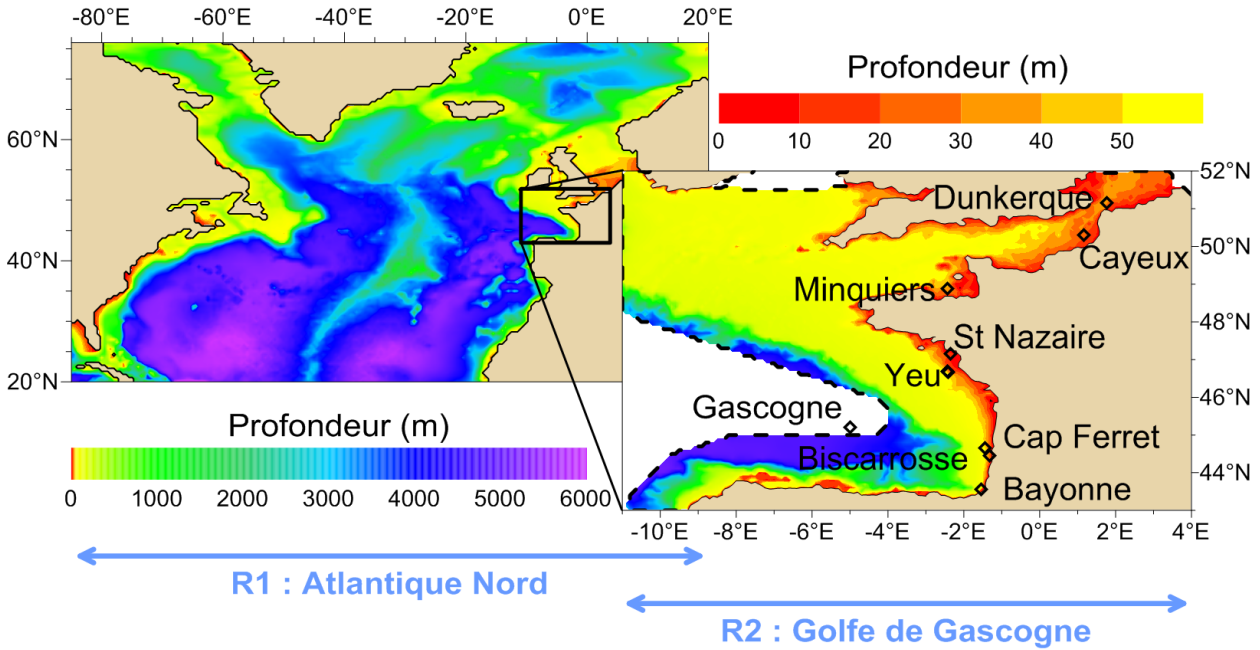 -80°E -60°E -40°E -20°E 0°E 20°E
Profondeur (m)
0 10 20 30 40 50
60°N
40°N
20°N
52°N
50°N
48°N
46°N
44°N
Dunkerque
Cayeux
Minquiers
St Nazaire
Yeu
Gascogne
Cap Ferret
Biscarrosse
Bayonne
Profondeur (m)
0 1000 2000 3000 4000 5000 6000
-10°E -8°E -6°E -4°E -2°E 0°E 2°E 4°E
R1 : Atlantique Nord
R2 : Golfe de Gascogne